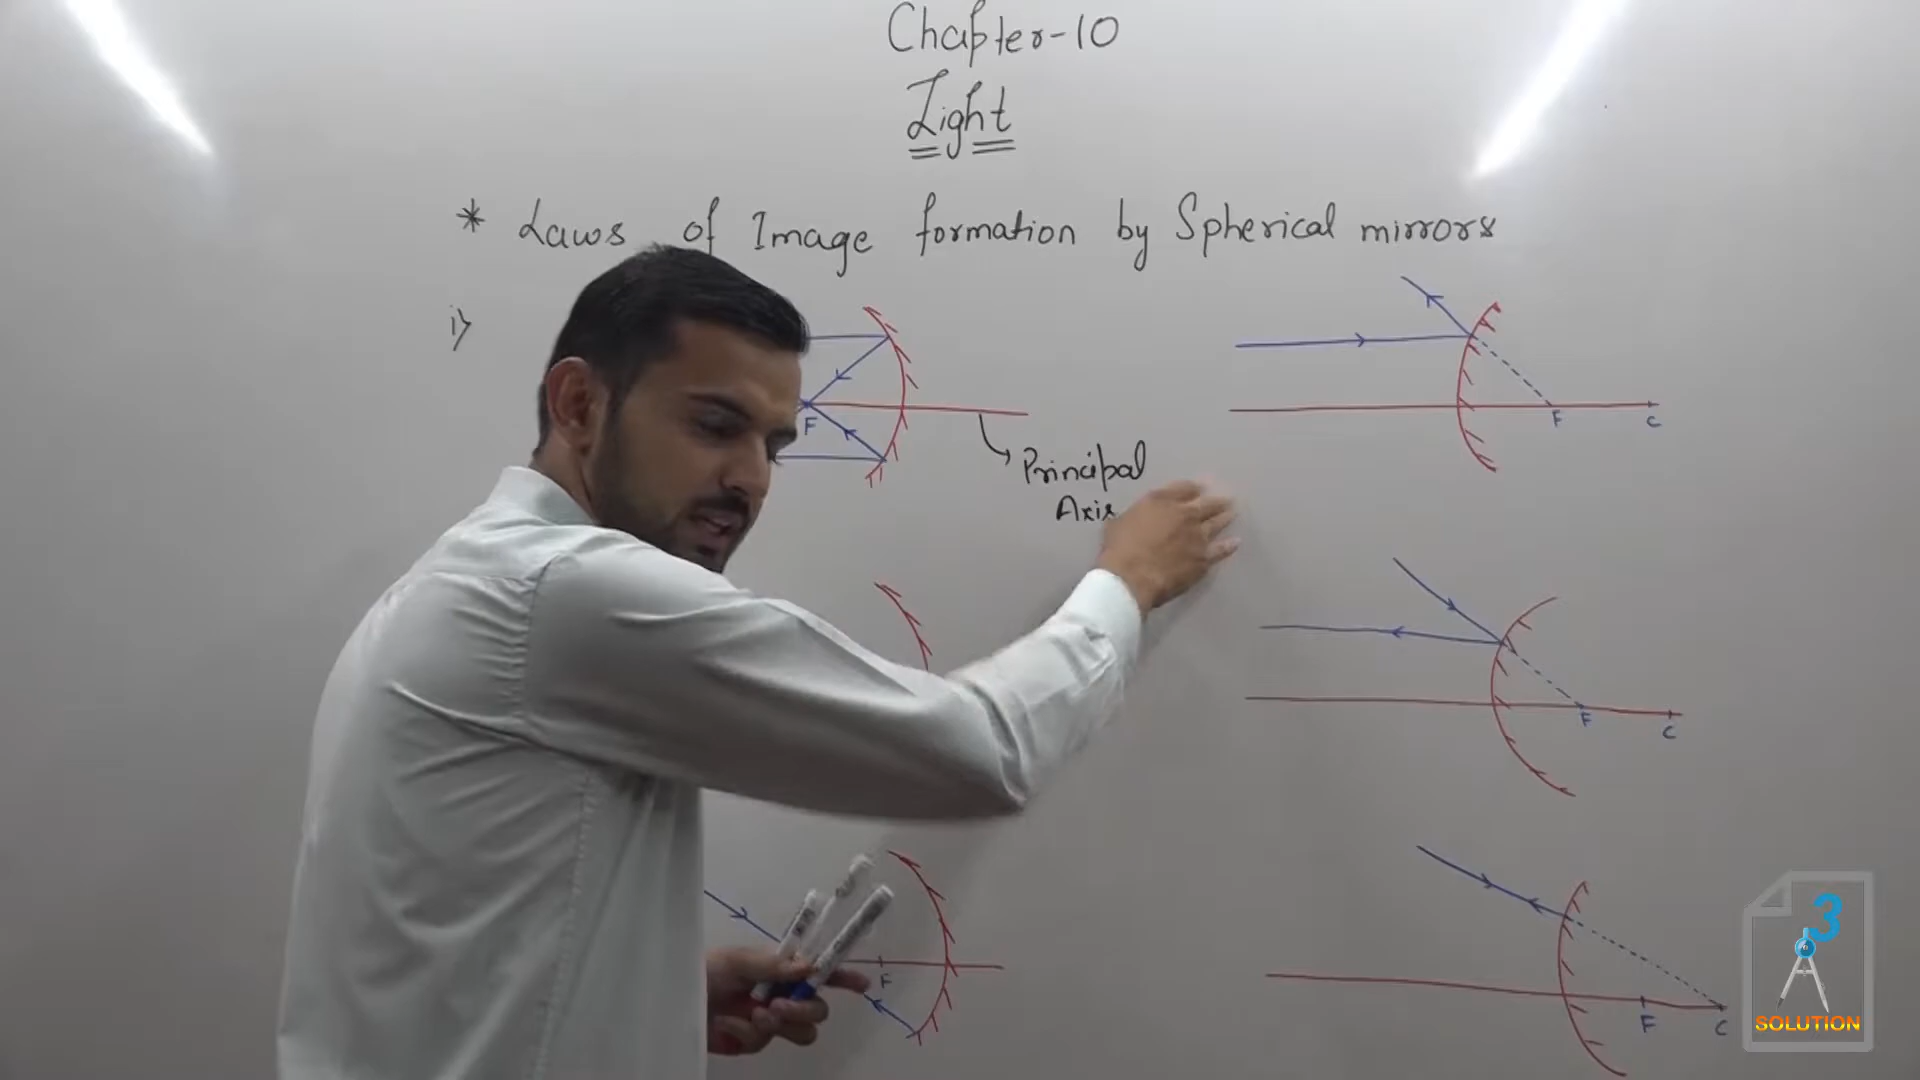 Chapter-10
Light
* Laws of Image formation by Spherical mirrors
i)
F
Principal
Axis
F C
F C
F
F C
3
A
SOLUTION